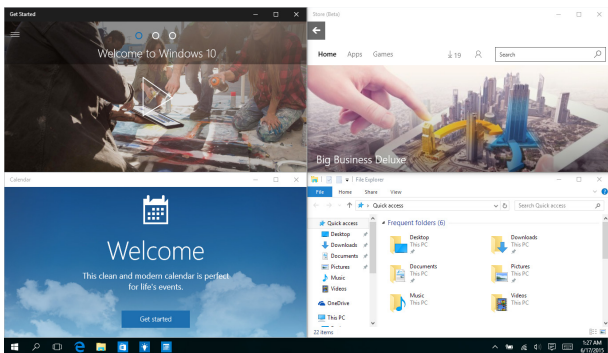 Get Started
Welcome to Windows 10
Store (Beta)
Home Apps Games 19 Search
Big Business Deluxe
Calendar
Welcome
This clean and modern calendar is perfect
for life's events.
Get started
File Explorer
File Home Share View
Quick access Search Quick access
Quick access
Desktop
Downloads
Documents
Pictures
Music
Videos
OneDrive
This PC
22 items
Frequent folders (6)
Desktop
This PC
Downloads
This PC
Documents
This PC
Pictures
This PC
Music
This PC
Videos
This PC
1:27 AM
6/17/2015